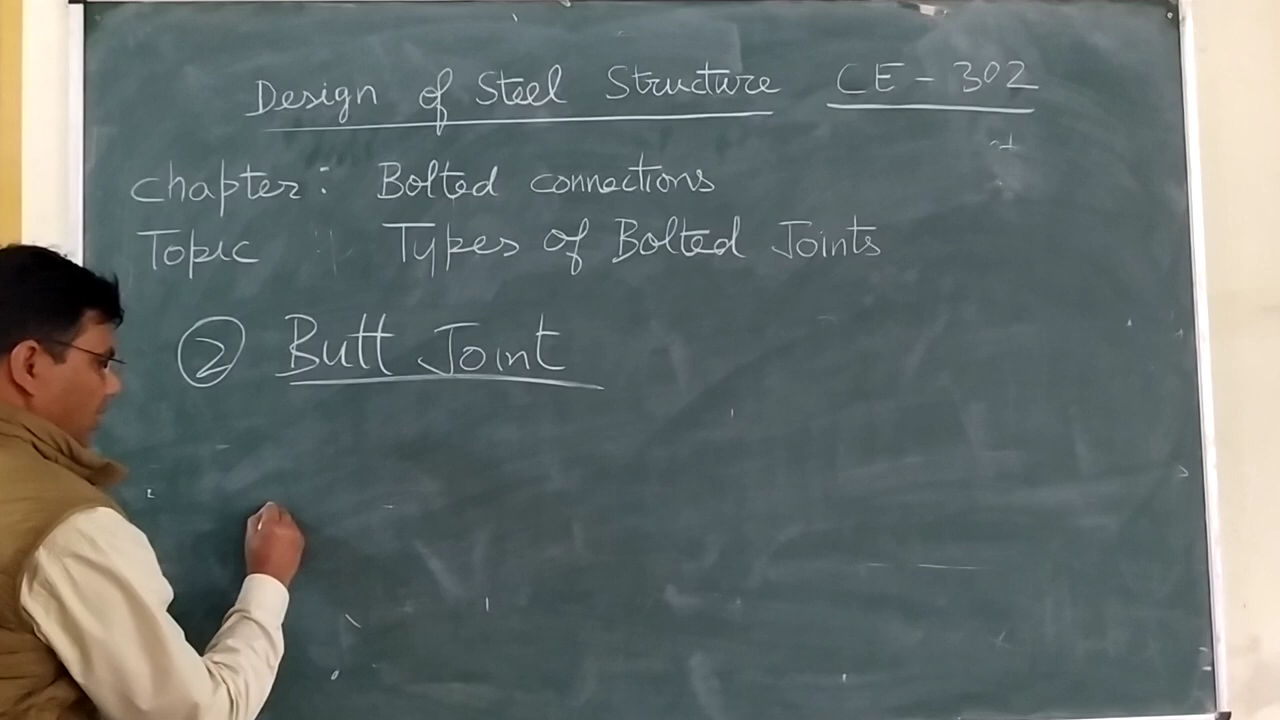 Design of Steel Structure CE-302
Chapter: Bolted connections
Topic : Types of Bolted Joints
② Butt Joint